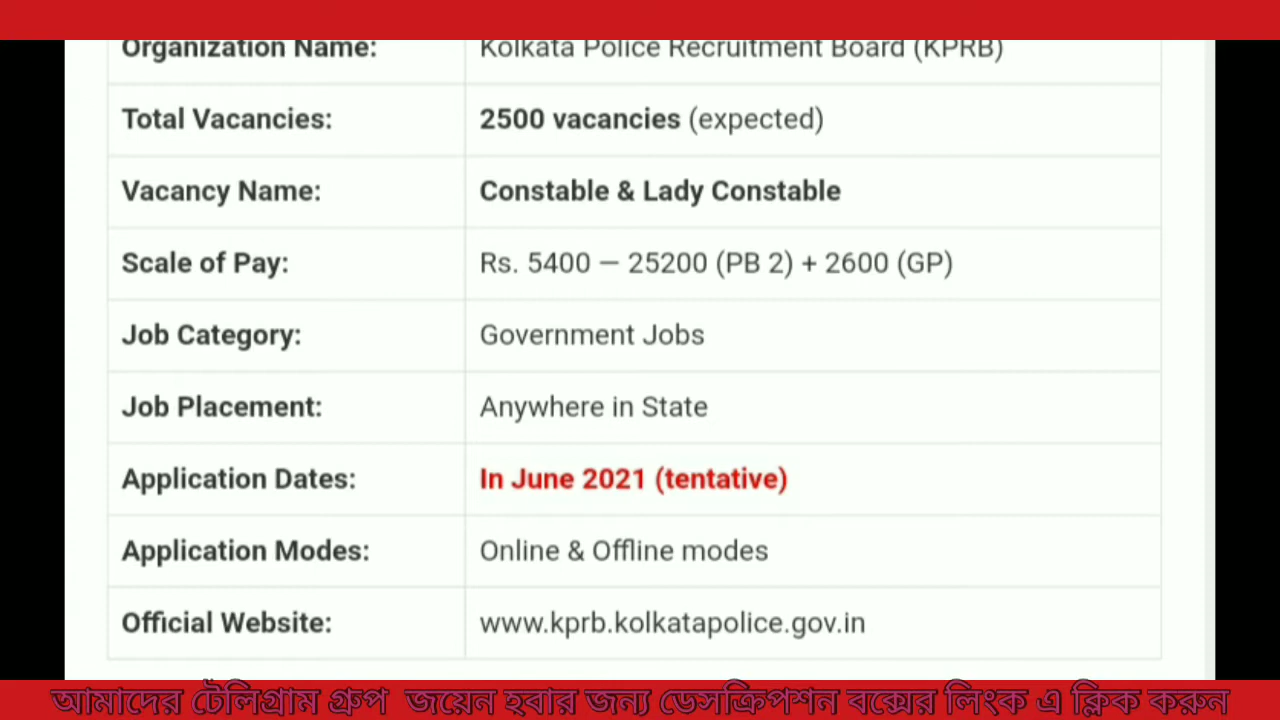 Organization Name: Kolkata Police Recruitment Board (KPRB)
Total Vacancies: 2500 vacancies (expected)
Vacancy Name: Constable & Lady Constable
Scale of Pay: Rs. 5400 — 25200 (PB 2) + 2600 (GP)
Job Category: Government Jobs
Job Placement: Anywhere in State
Application Dates: In June 2021 (tentative)
Application Modes: Online & Offline modes
Official Website: www.kprb.kolkatapolice.gov.in
আমাদের টেলিগ্রাম গ্রুপ জয়েন হবার জন্য ডেসক্রিপশন বক্সের লিংক এ ক্লিক করুন